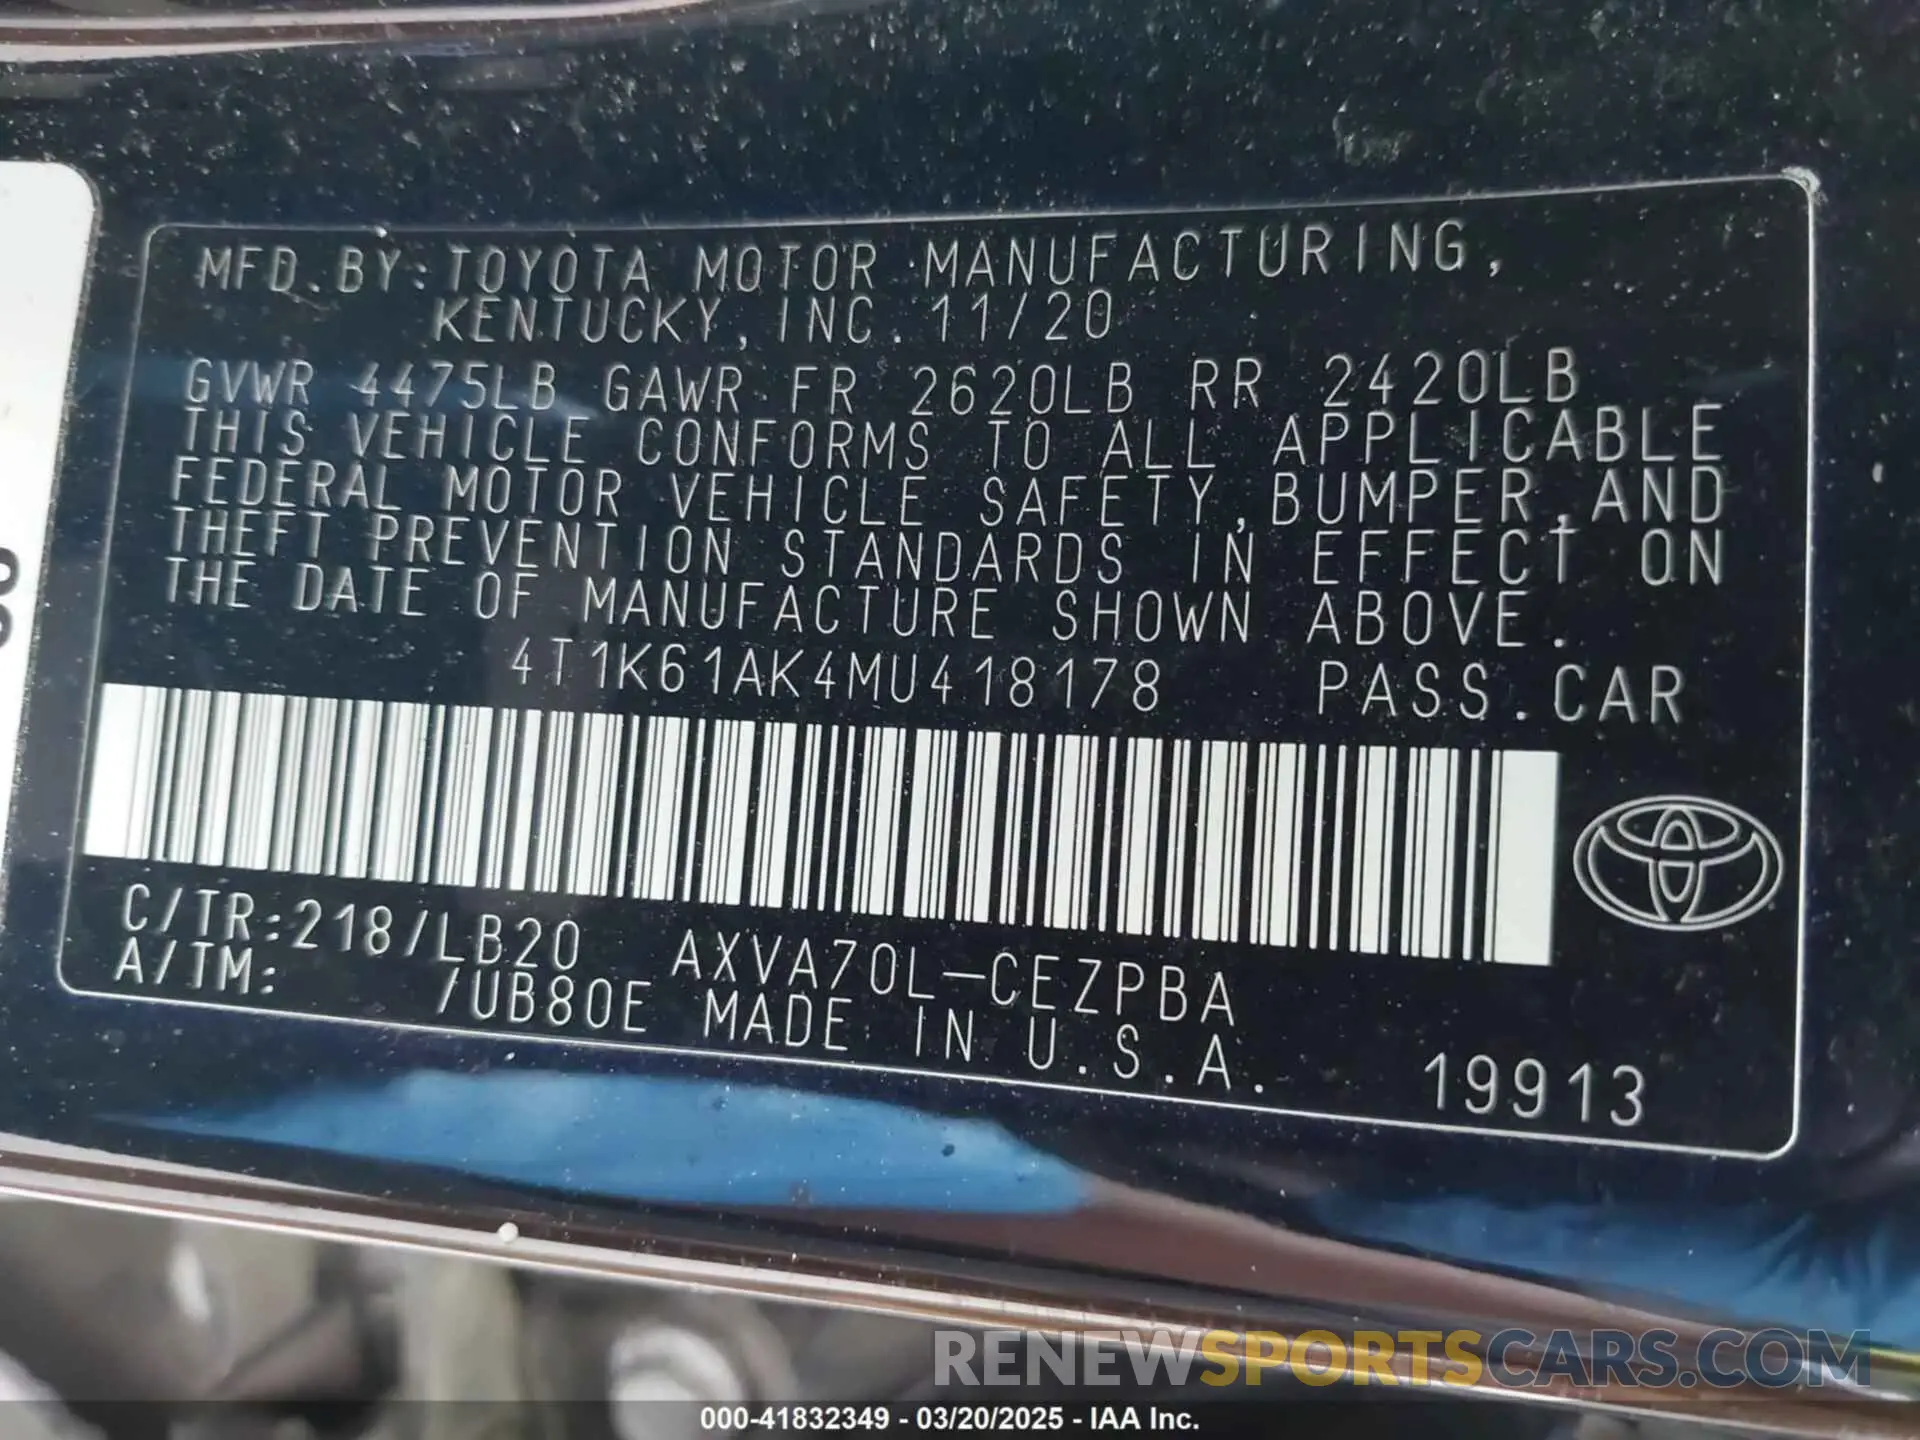 MFD.BY:TOYOTA MOTOR MANUFACTURING,
KENTUCKY, INC. 11/20
GVWR 4475LB GAWR FR 2620LB RR 2420LB
THIS VEHICLE CONFORMS TO ALL APPLICABLE
FEDERAL MOTOR VEHICLE SAFETY, BUMPER, AND
THEFT PREVENTION STANDARDS IN EFFECT ON
THE DATE OF MANUFACTURE SHOWN ABOVE.
4T1K61AK4MU418178 PASS.CAR
C/TR:218/LB20 AXVA70L-CEZPBA
A/TM: /UB80E MADE IN U.S.A.
19913
RENEWSPORTSCARS.COM
000-41832349 - 03/20/2025 - IAA Inc.